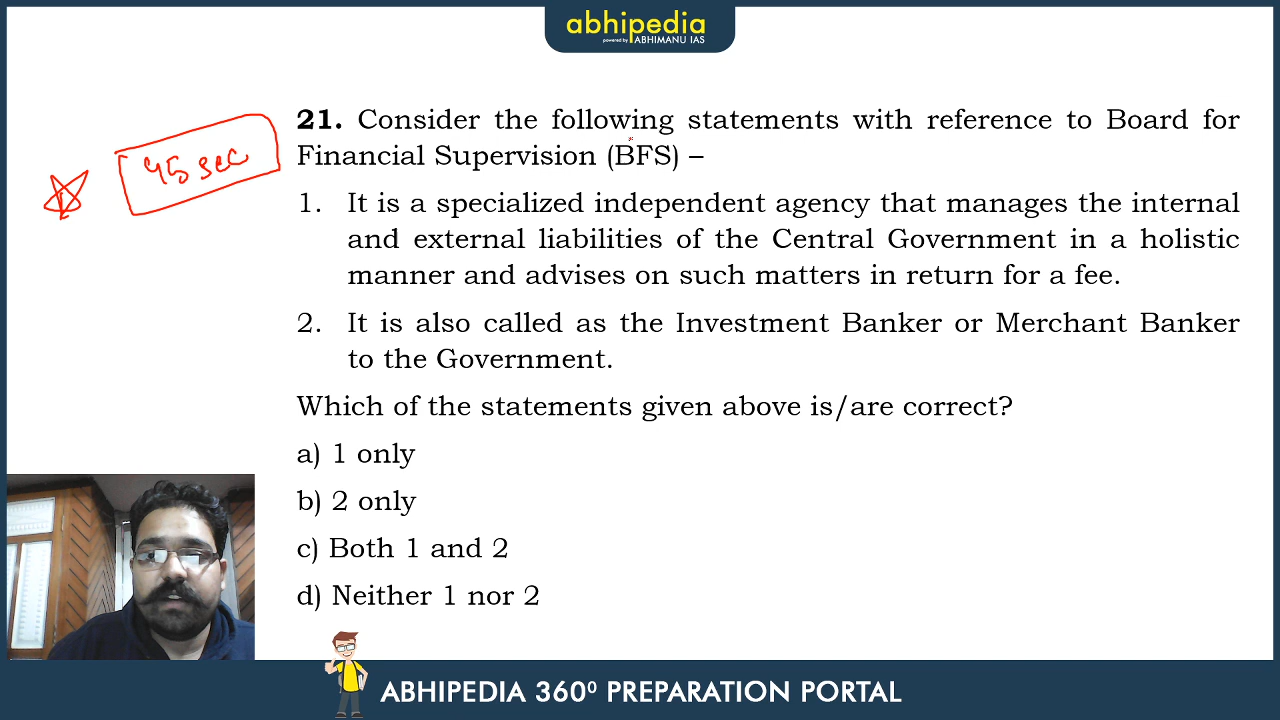 abhipedia
powered by ABHIMANU IAS
45 sec
21. Consider the following statements with reference to Board for
Financial Supervision (BFS) –
1. It is a specialized independent agency that manages the internal
and external liabilities of the Central Government in a holistic
manner and advises on such matters in return for a fee.
2. It is also called as the Investment Banker or Merchant Banker
to the Government.
Which of the statements given above is/are correct?
a) 1 only
b) 2 only
c) Both 1 and 2
d) Neither 1 nor 2
ABHIPEDIA 360⁰ PREPARATION PORTAL